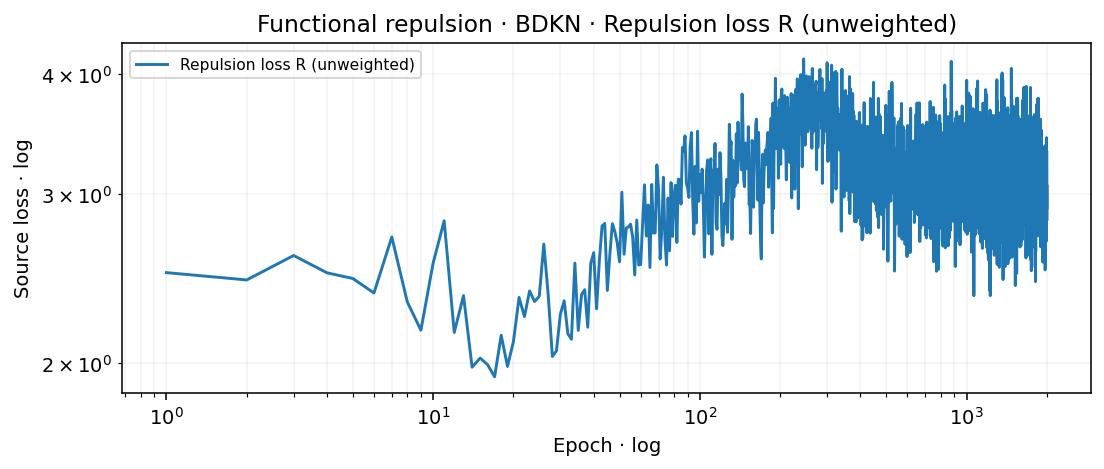 Functional repulsion · BDKN · Repulsion loss R (unweighted)
Repulsion loss R (unweighted)
4 × 10⁰
3 × 10⁰
2 × 10⁰
Source loss · log
10⁰ 10¹ 10² 10³
Epoch · log